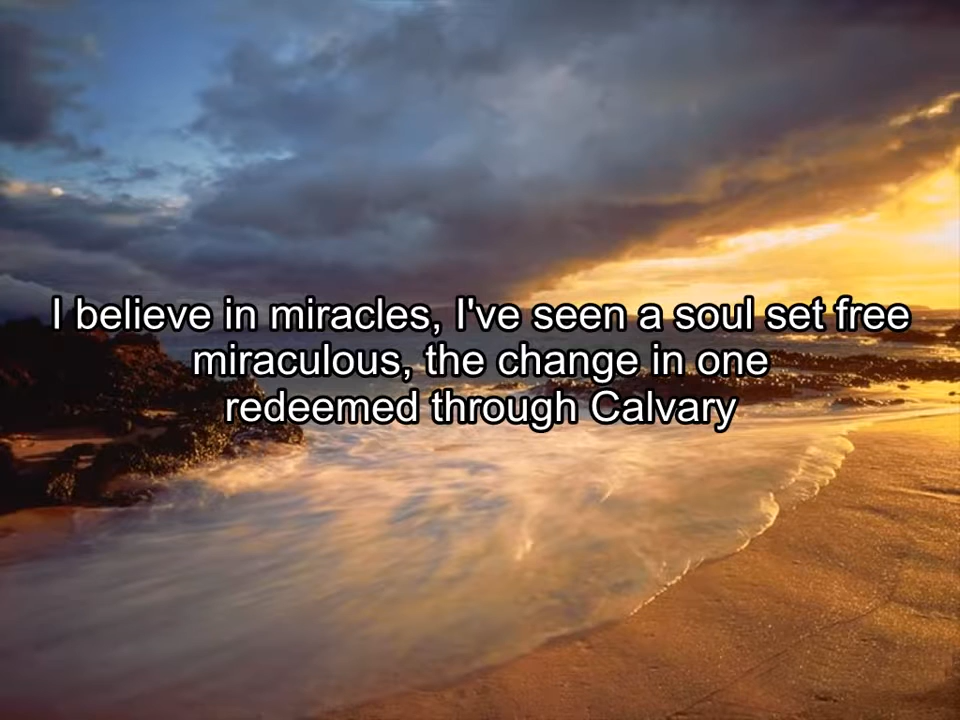 I believe in miracles, I've seen a soul set free
miraculous, the change in one
redeemed through Calvary